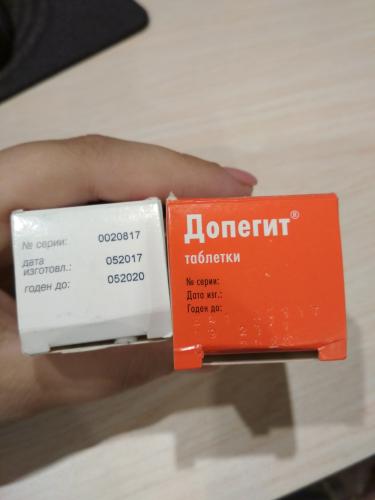 № серии: 0020817
дата
изготовл.: 052017
годен до: 052020
Допегит®
таблетки
№ серии:
Дата изг.:
Годен до: